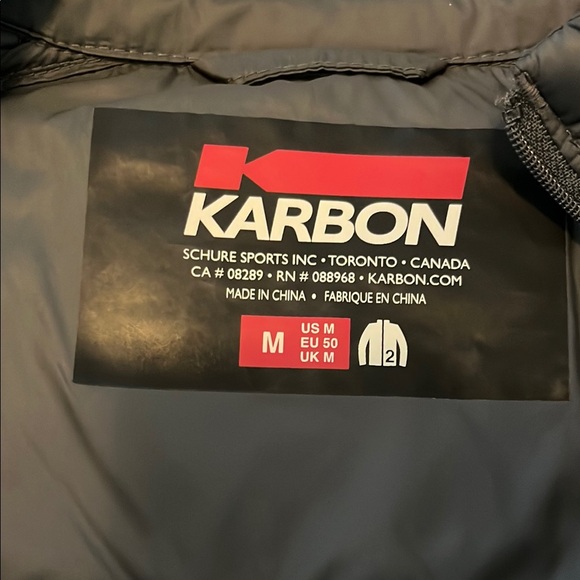 KARBON
SCHURE SPORTS INC • TORONTO • CANADA
CA # 08289 • RN # 088968 • KARBON.COM
MADE IN CHINA • FABRIQUE EN CHINA
M
US M
EU 50
UK M
2